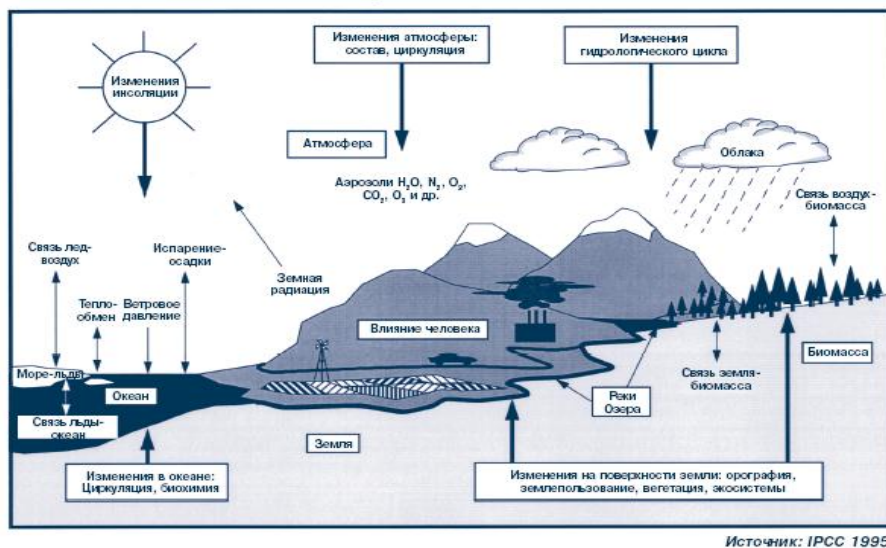 Изменения
инсоляции
Изменения атмосферы:
состав, циркуляция
Изменения
гидрологического цикла
Атмосфера
Облака
Аэрозоли H₂O, N₂, O₂,
CO₂, O₃ и др.
Связь воздух-
биомасса
Связь лед-
воздух
Испарение-
осадки
Земная
радиация
Тепло-
обмен
Ветровое
давление
Влияние человека
Море-льды
Океан
Связь льды-
океан
Биомасса
Связь земля-
биомасса
Реки
Озера
Земля
Изменения в океане:
Циркуляция, биохимия
Изменения на поверхности земли: орография,
землепользование, вегетация, экосистемы
Источник: IPCC 1995